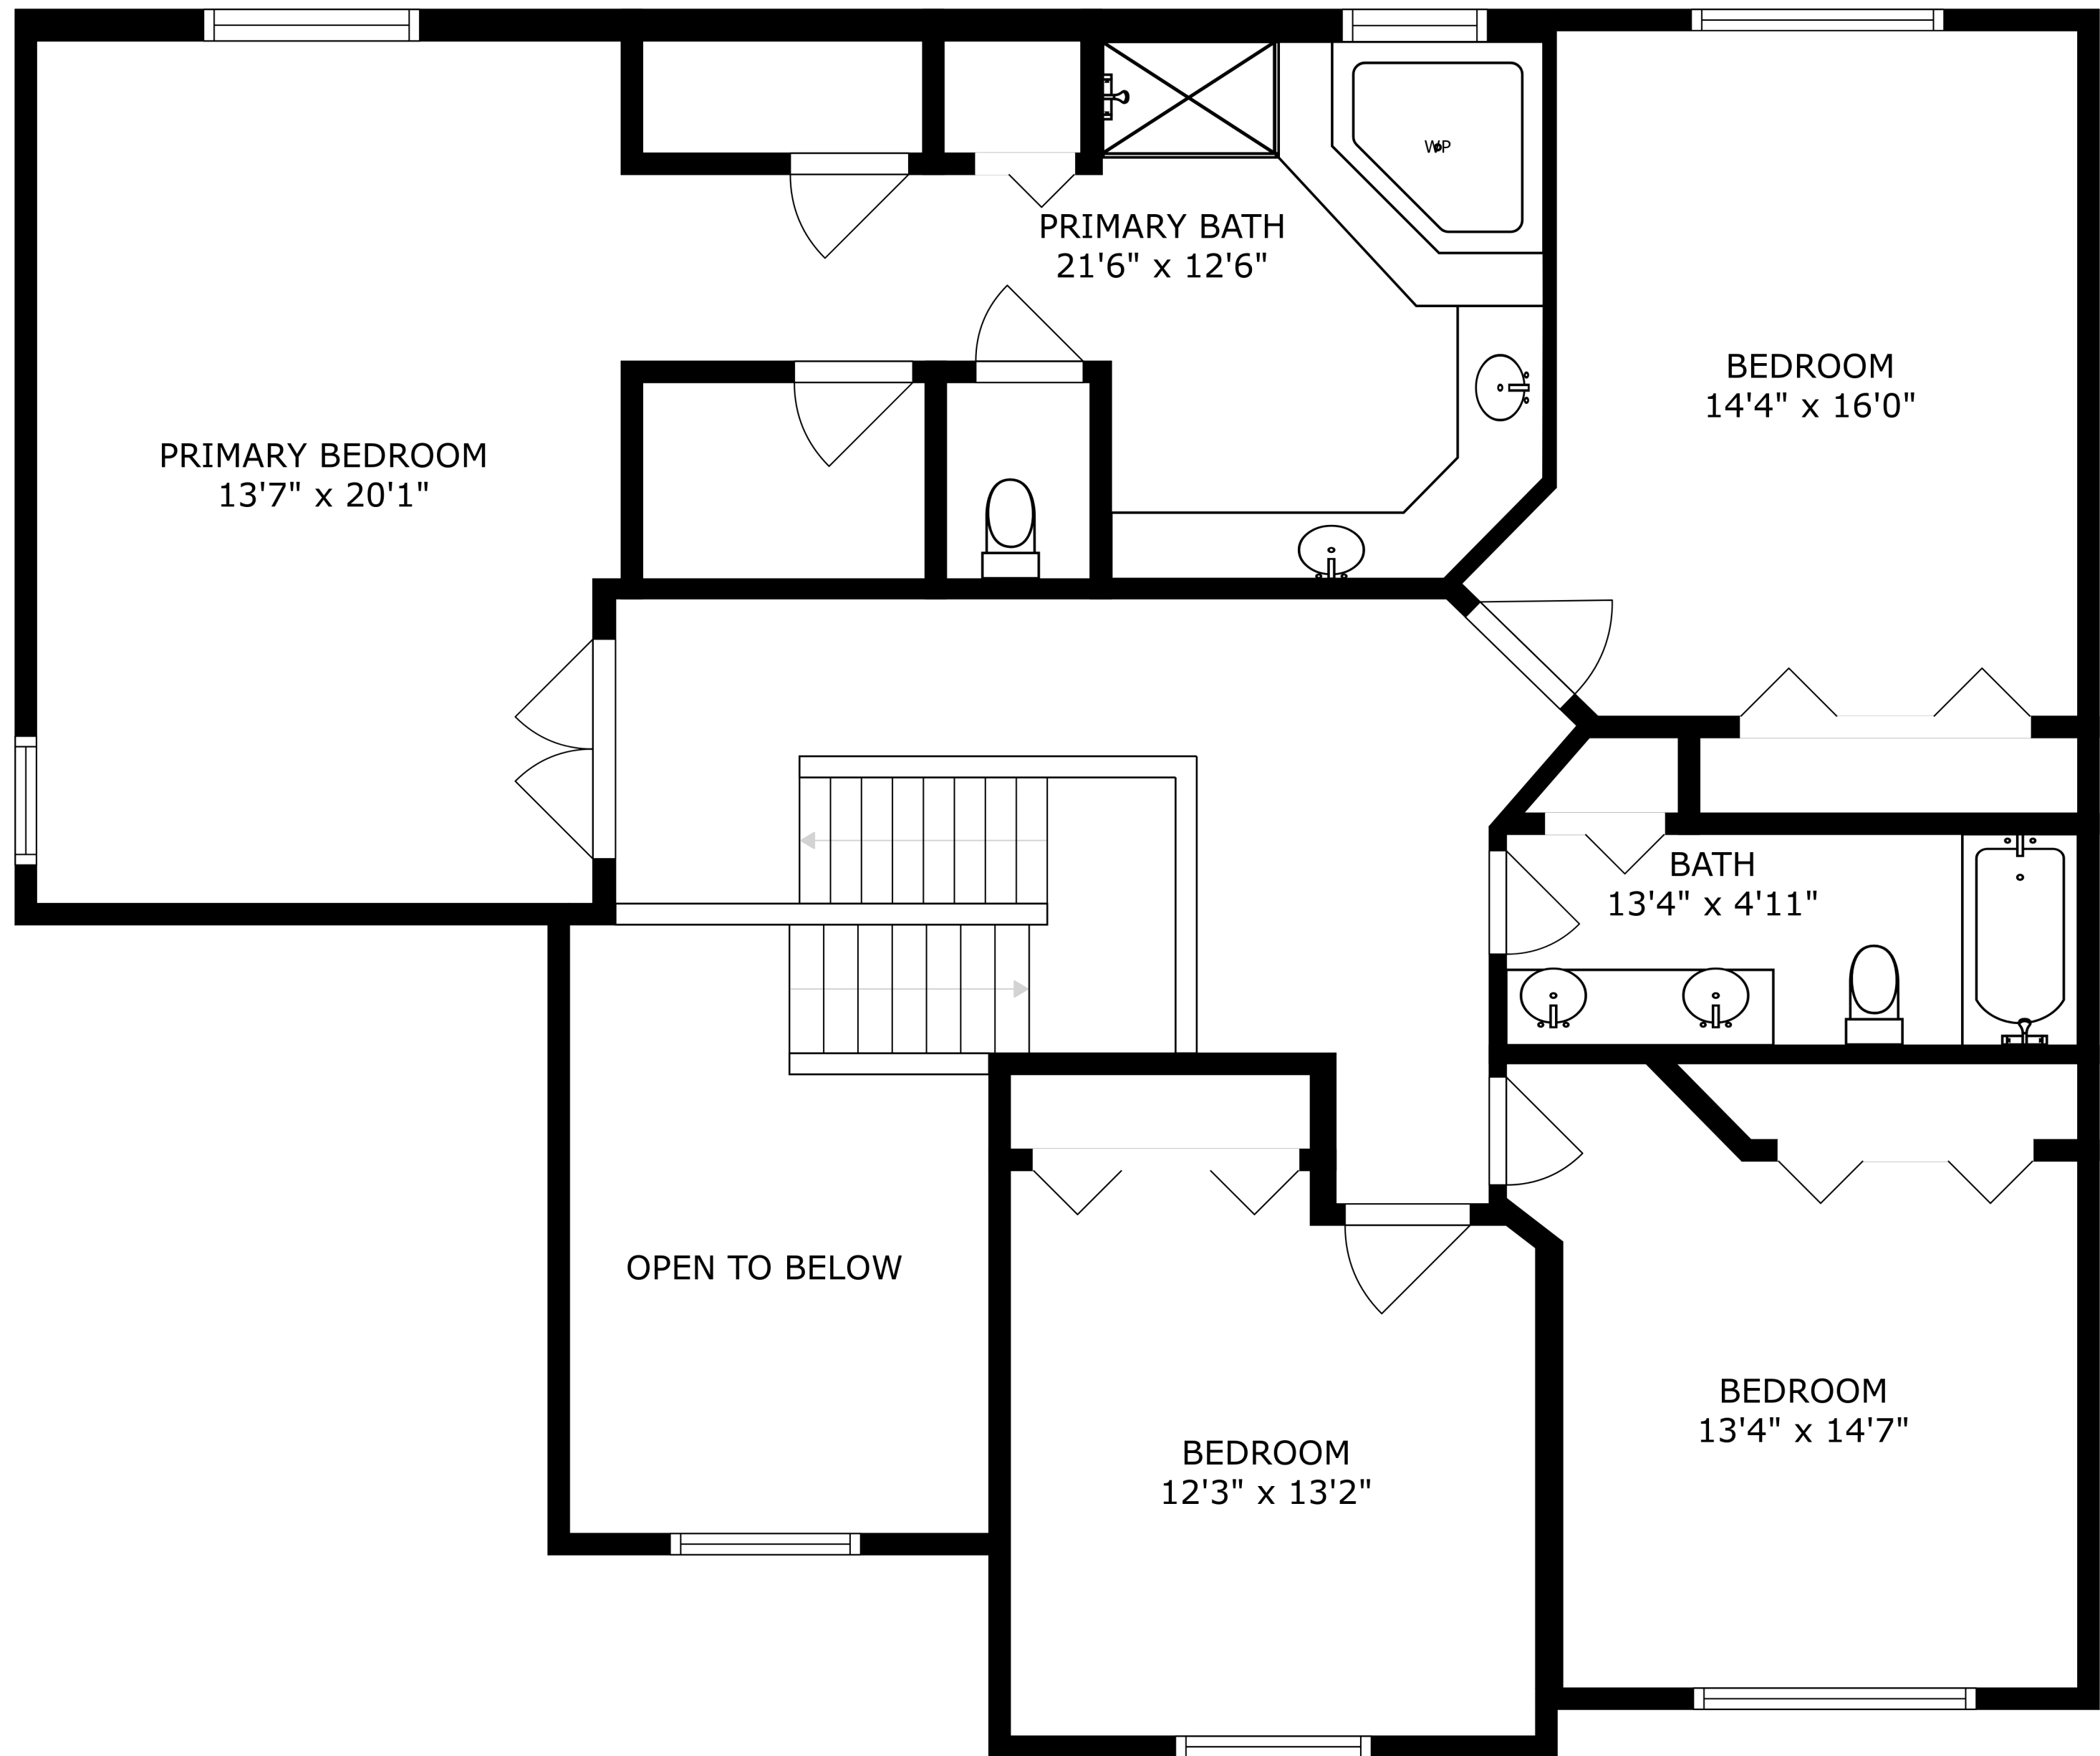 WP
PRIMARY BATH
21'6" x 12'6"
BEDROOM
14'4" x 16'0"
PRIMARY BEDROOM
13'7" x 20'1"
BATH
13'4" x 4'11"
OPEN TO BELOW
BEDROOM
13'4" x 14'7"
BEDROOM
12'3" x 13'2"